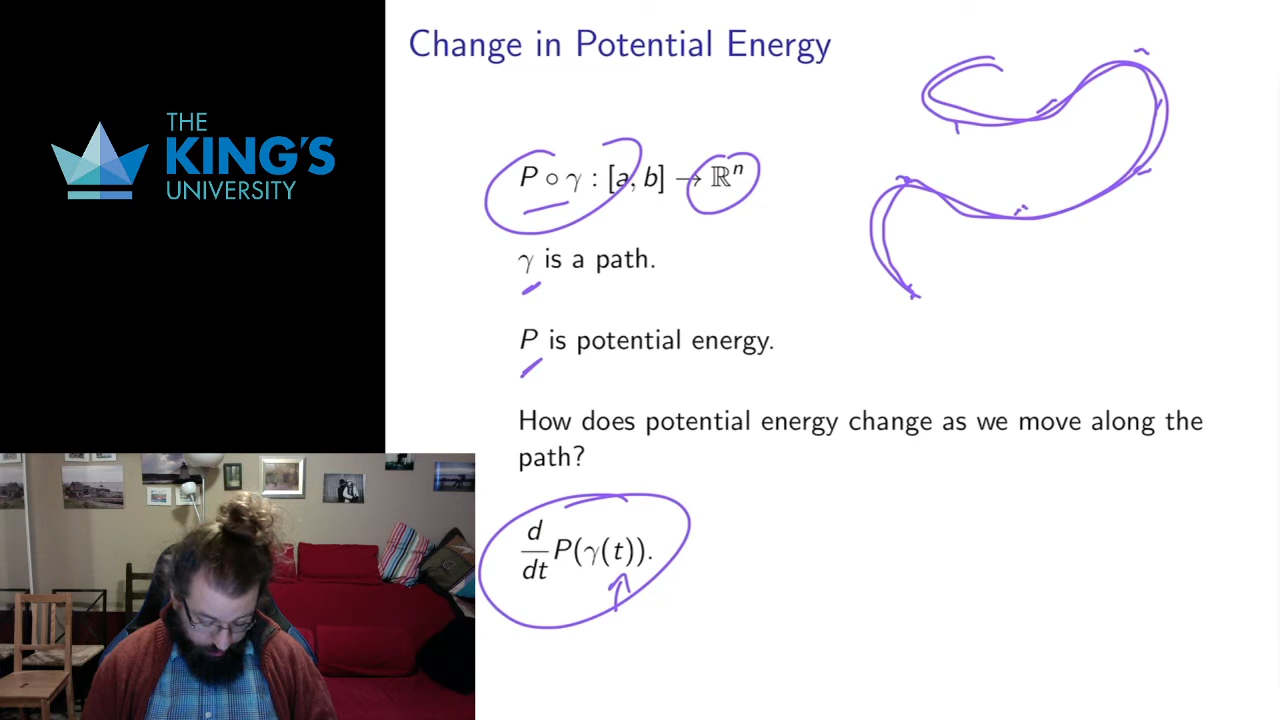 THE
KING'S
UNIVERSITY
Change in Potential Energy
P ∘ γ : [a, b] → ℝⁿ
γ is a path.
P is potential energy.
How does potential energy change as we move along the
path?
d/dt P(γ(t)).